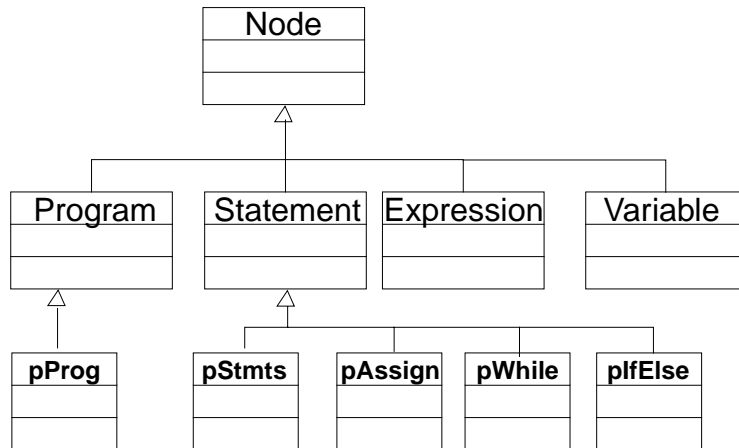 Node
Program Statement Expression Variable
pProg pStmts pAssign pWhile pIfElse